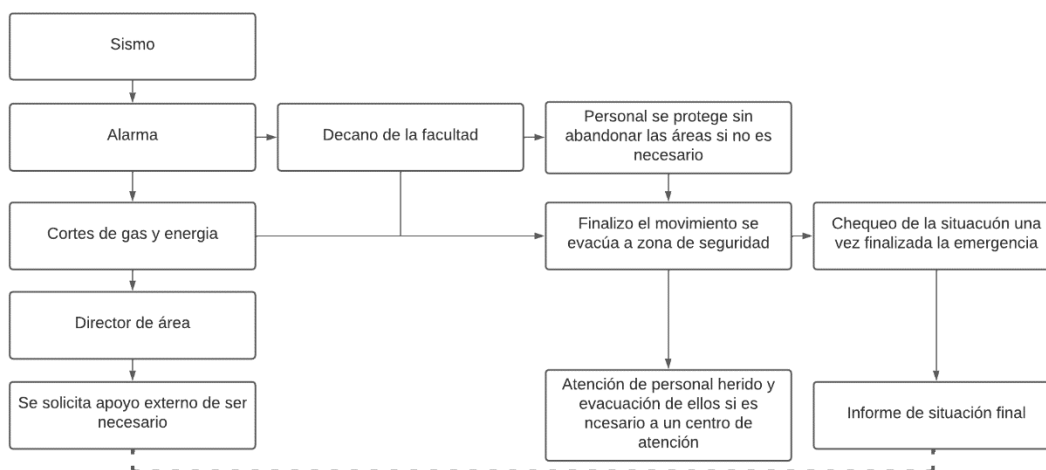 Sismo
Alarma
Decano de la facultad
Personal se protege sin
abandonar las áreas si no es
necesario
Cortes de gas y energia
Finalizo el movimiento se
evacúa a zona de seguridad
Chequeo de la situacuón una
vez finalizada la emergencia
Director de área
Se solicita apoyo externo de ser
necesario
Atención de personal herido y
evacuación de ellos si es
ncesario a un centro de
atención
Informe de situación final